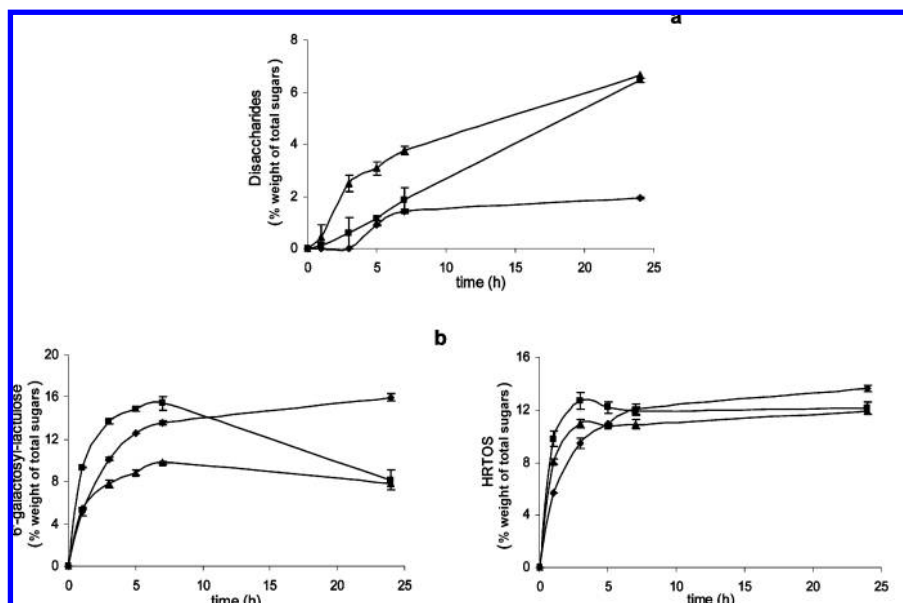 a
8
6
4
2
0
Disaccharides
(% weight of total sugars)
0 5 10 15 20 25
time (h)
b
20
16
12
8
4
0
6'-galactosyl-lactulose
(% weight of total sugars)
0 5 10 15 20 25
time (h)
16
12
8
4
0
HRTOS
(% weight of total sugars)
0 5 10 15 20 25
time (h)